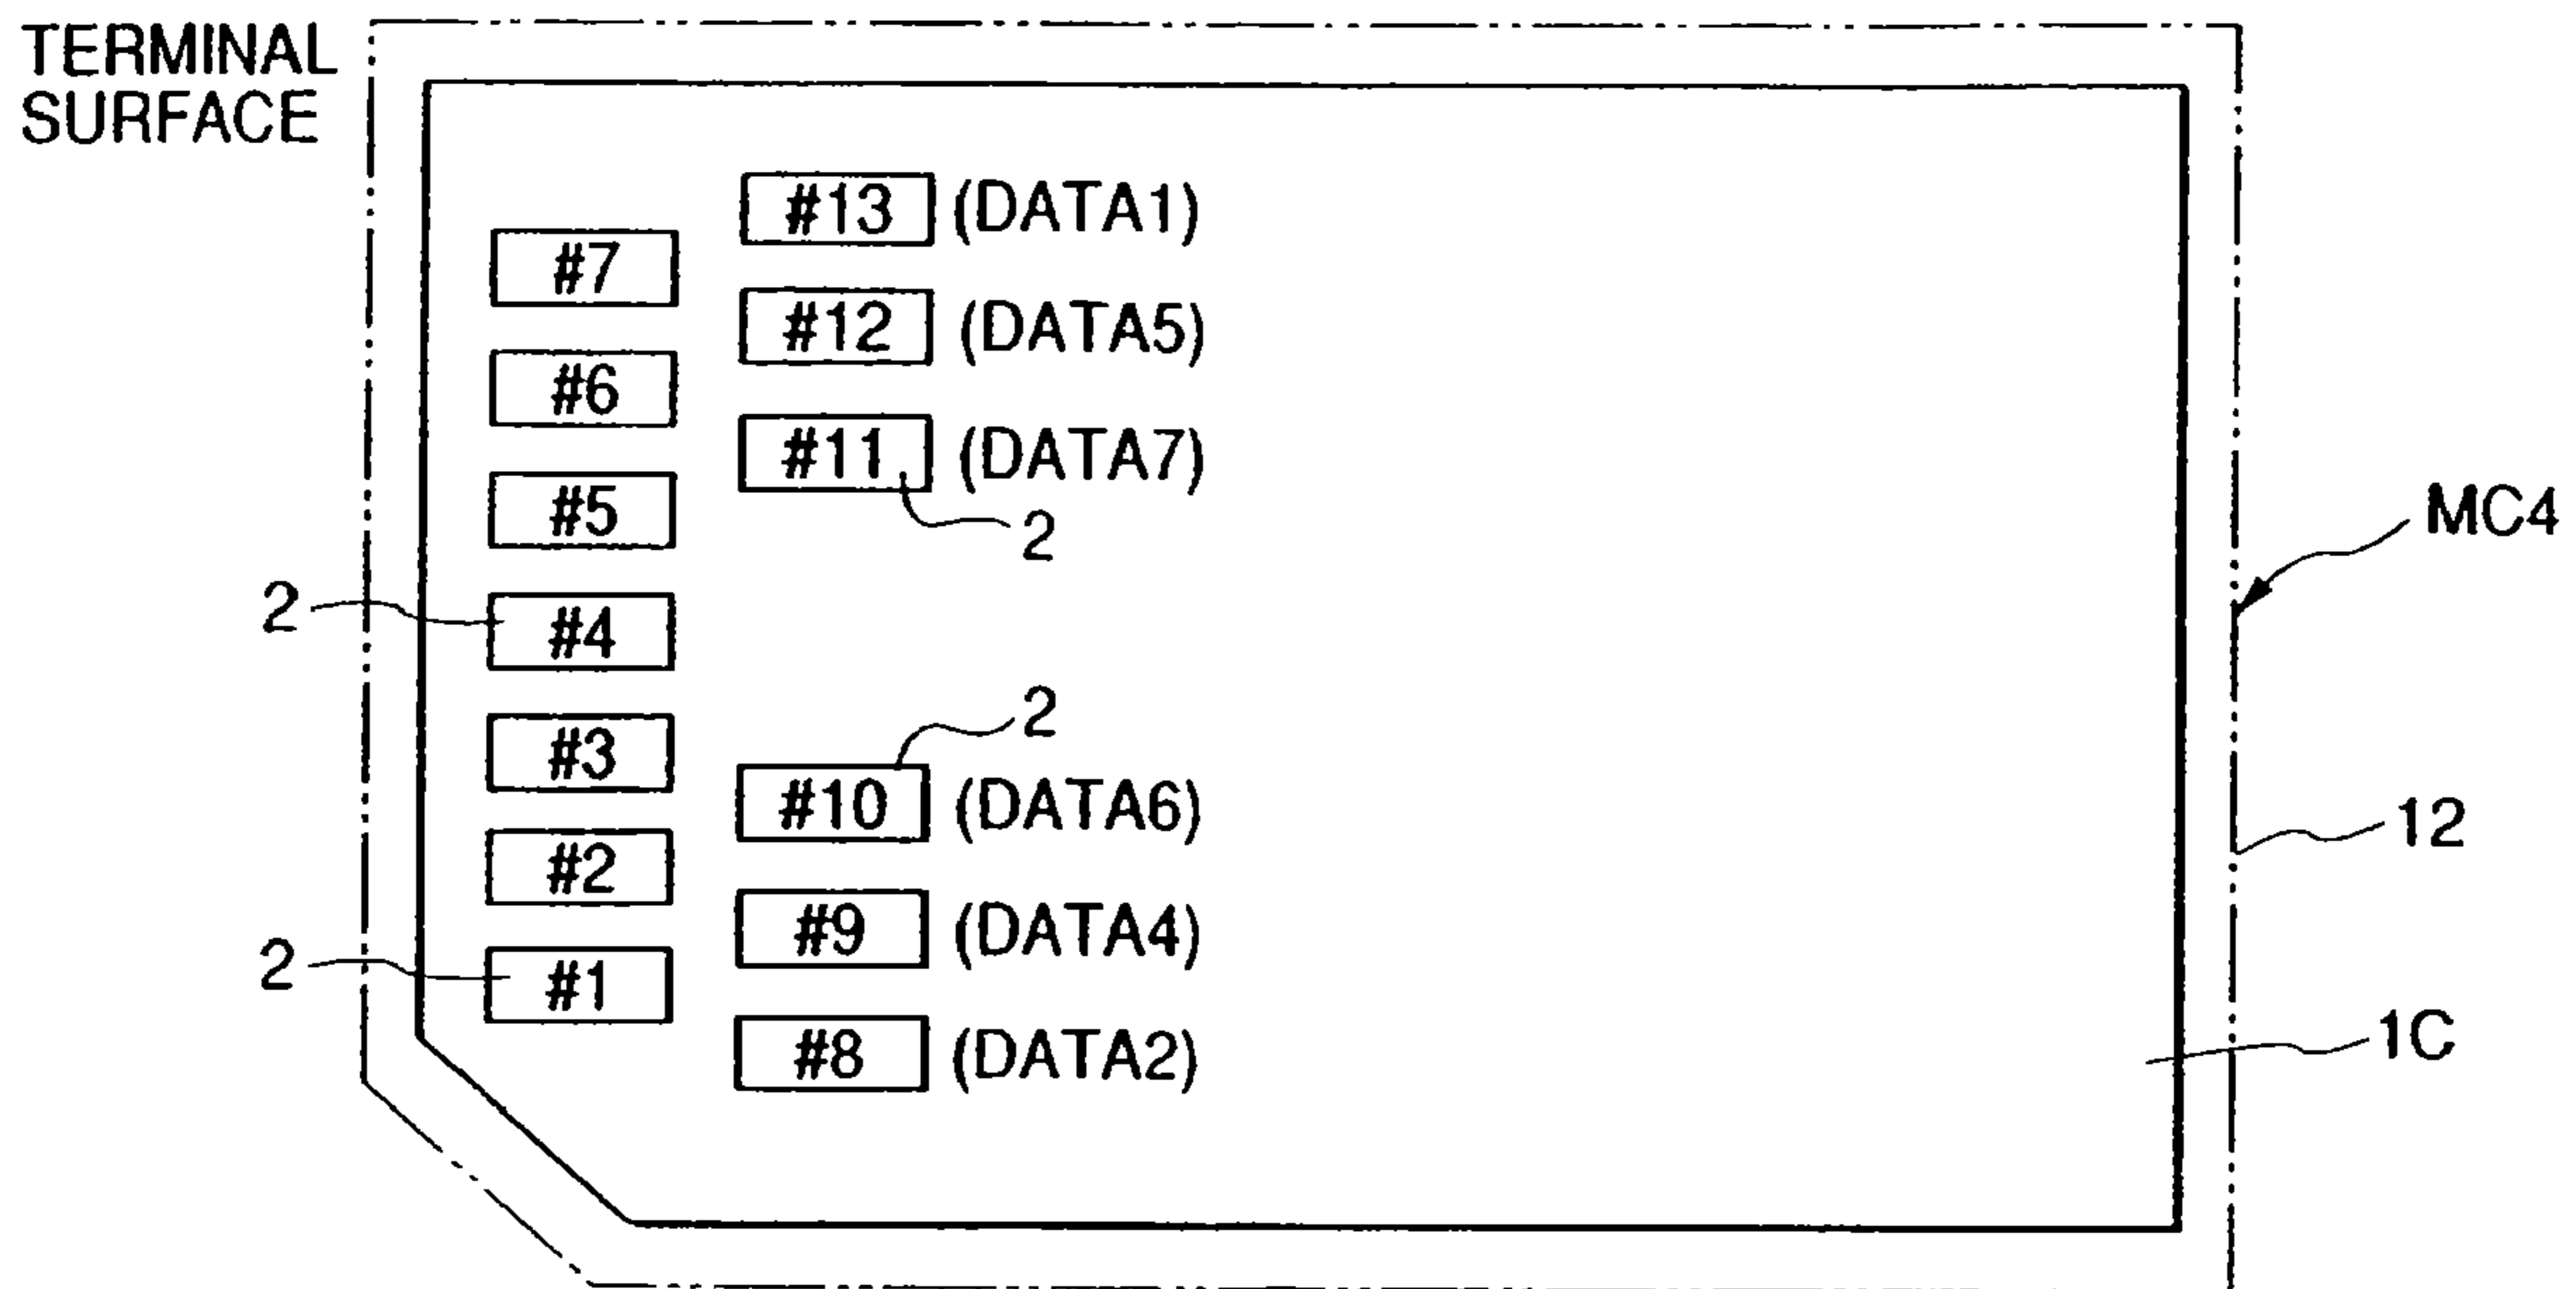 TERMINAL
SURFACE
#13 (DATA1)
#7
#12 (DATA5)
#6
#11 (DATA7)
#5
2
MC4
2
#4
2
#3
#10 (DATA6)
12
#2
#9 (DATA4)
2
#1
1C
#8 (DATA2)